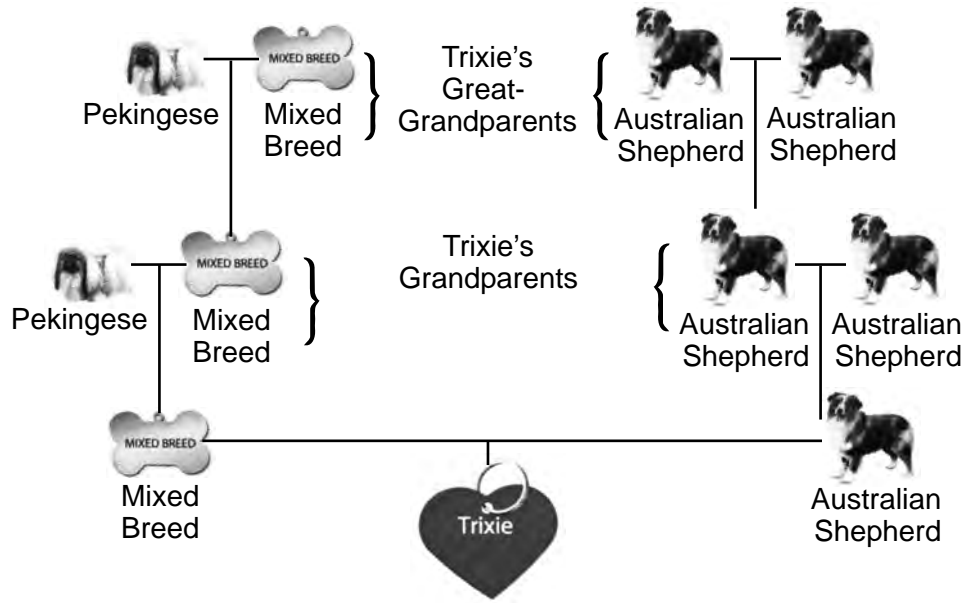 MIXED BREED
Pekingese
Mixed
Breed
Trixie's
Great-
Grandparents
Australian
Shepherd
Australian
Shepherd
MIXED BREED
Pekingese
Mixed
Breed
Trixie's
Grandparents
Australian
Shepherd
Australian
Shepherd
MIXED BREED
Mixed
Breed
Trixie
Australian
Shepherd